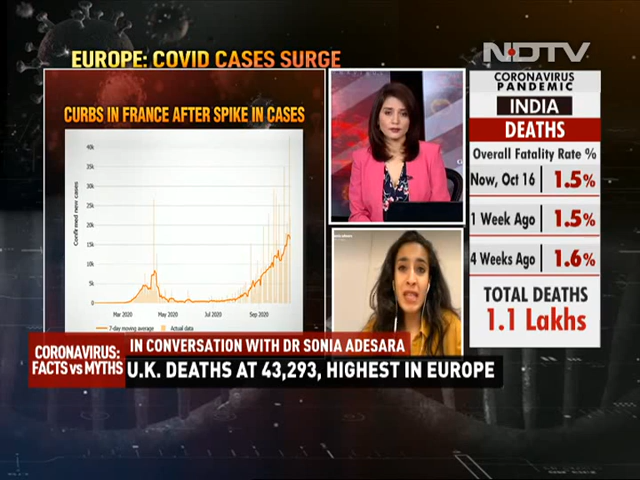 EUROPE: COVID CASES SURGE
NDTV
CURBS IN FRANCE AFTER SPIKE IN CASES
Confirmed new cases
40k
35k
30k
25k
20k
15k
10k
5k
0
Mar 2020
May 2020
Jul 2020
Sep 2020
7-day moving average
Actual data
CORONAVIRUS
PANDEMIC
INDIA
DEATHS
Overall Fatality Rate %
Now, Oct 16 1.5%
1 Week Ago 1.5%
4 Weeks Ago 1.6%
TOTAL DEATHS
1.1 Lakhs
CORONAVIRUS:
FACTS vs MYTHS
IN CONVERSATION WITH DR SONIA ADESARA
U.K. DEATHS AT 43,293, HIGHEST IN EUROPE